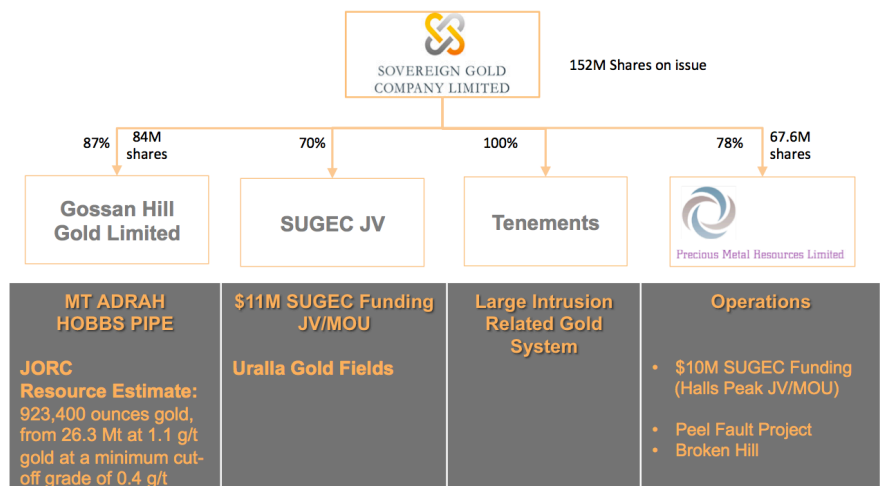 SOVEREIGN GOLD
COMPANY LIMITED
152M Shares on issue
87%
84M
shares
70%
100%
78%
67.6M
shares
Gossan Hill
Gold Limited
SUGEC JV
Tenements
Precious Metal Resources Limited
MT ADRAH
HOBBS PIPE
JORC
Resource Estimate:
923,400 ounces gold,
from 26.3 Mt at 1.1 g/t
gold at a minimum cut-
off grade of 0.4 g/t
$11M SUGEC Funding
JV/MOU
Uralla Gold Fields
Large Intrusion
Related Gold
System
Operations
• $10M SUGEC Funding
(Halls Peak JV/MOU)
• Peel Fault Project
• Broken Hill